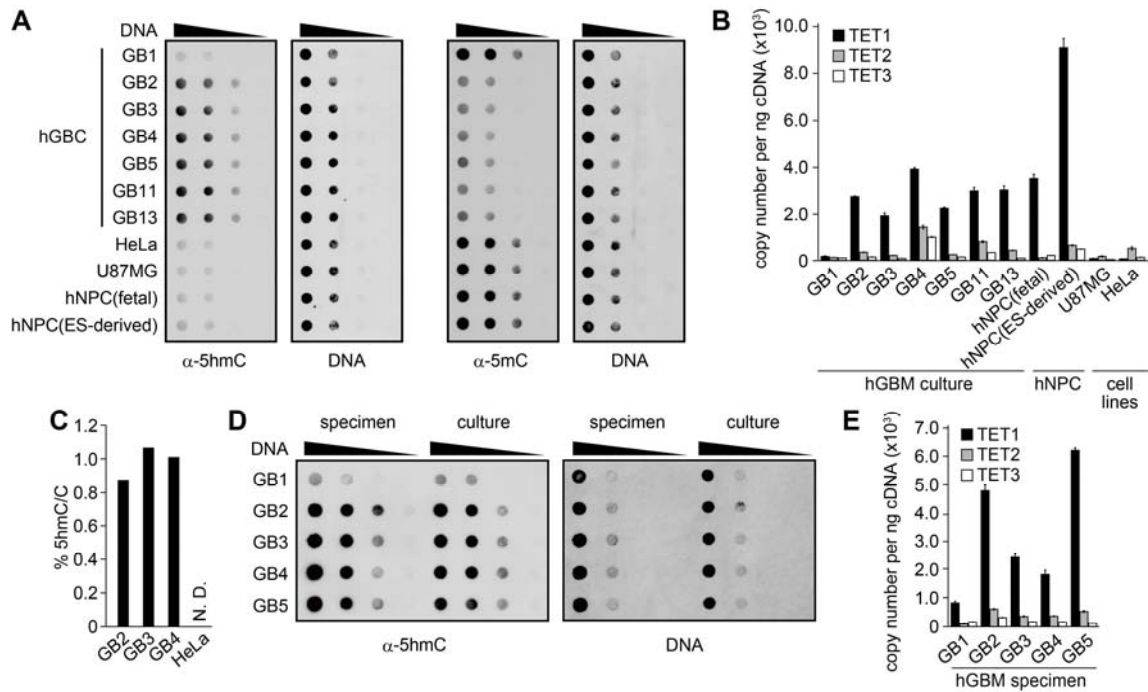 A
DNA
GB1
GB2
GB3
hGBC
GB4
GB5
GB11
GB13
HeLa
U87MG
hNPC(fetal)
hNPC(ES-derived)
α-5hmC
DNA
α-5mC
DNA
B
copy number per ng cDNA (x10³)
10.0
8.0
6.0
4.0
2.0
0
TET1
TET2
TET3
GB1
GB2
GB3
GB4
GB5
GB11
GB13
hNPC(fetal)
hNPC(ES-derived)
U87MG
HeLa
hGBM culture
hNPC
cell
lines
C
% 5hmC/C
1.2
1.0
0.8
0.6
0.4
0.2
0
N. D.
GB2
GB3
GB4
HeLa
D
specimen
culture
specimen
culture
DNA
GB1
GB2
GB3
GB4
GB5
α-5hmC
DNA
E
copy number per ng cDNA (x10³)
7.0
6.0
5.0
4.0
3.0
2.0
1.0
0
TET1
TET2
TET3
GB1
GB2
GB3
GB4
GB5
hGBM specimen